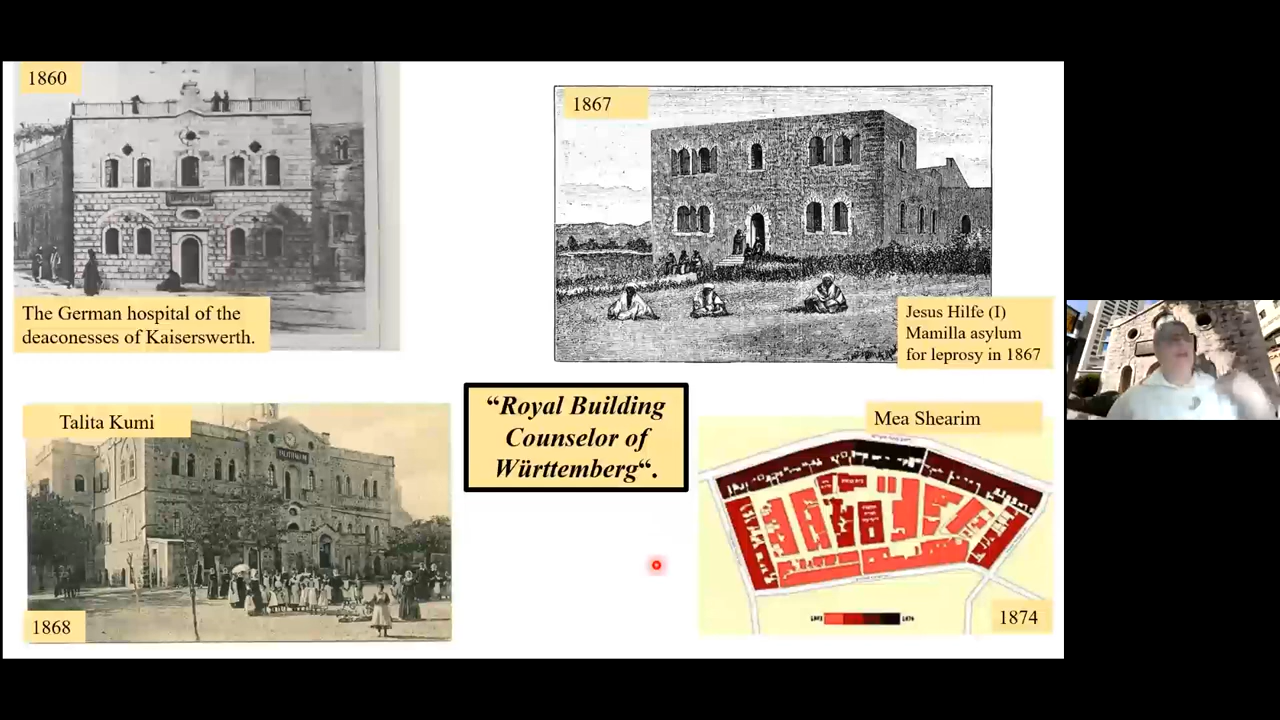 1860
The German hospital of the
deaconesses of Kaiserswerth.
1867
Jesus Hilfe (I)
Mamilla asylum
for leprosy in 1867
Talita Kumi
1868
“Royal Building
Counselor of
Württemberg“.
Mea Shearim
1874